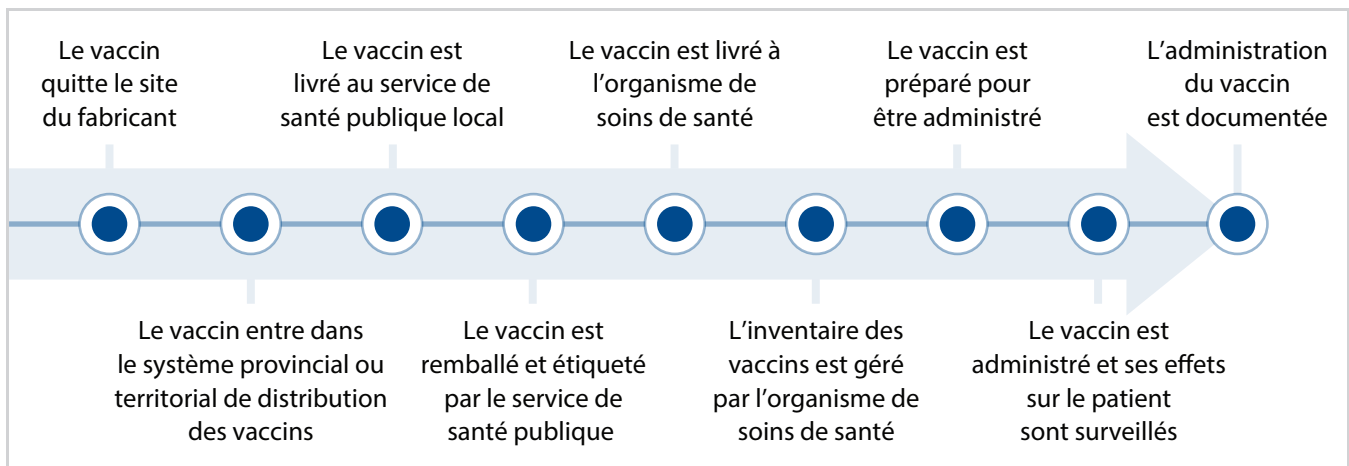 Le vaccin
quitte le site
du fabricant
Le vaccin entre dans
le système provincial ou
territorial de distribution
des vaccins
Le vaccin est
livré au service de
santé publique local
Le vaccin est
remballé et étiqueté
par le service de
santé publique
Le vaccin est livré à
l’organisme de
soins de santé
L’inventaire des
vaccins est géré
par l’organisme de
soins de santé
Le vaccin est
préparé pour
être administré
Le vaccin est
administré et ses effets
sur le patient
sont surveillés
L’administration
du vaccin
est documentée